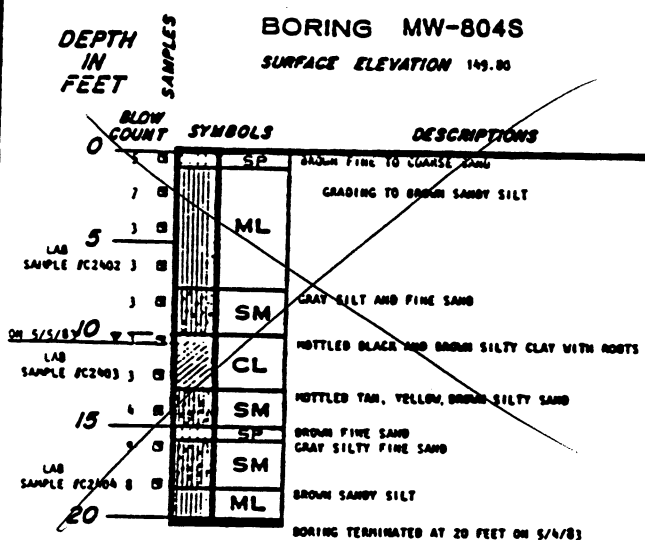 BORING MW-804S
SURFACE ELEVATION 149.80
DEPTH
IN
FEET
SAMPLES
BLOW
COUNT
SYMBOLS
DESCRIPTIONS
0
5 SP BROWN FINE TO COARSE SAND
7 GRADING TO BROWN SANDY SILT
3 ML
5
LAB
SAMPLE #C2402 3
3 SM GRAY SILT AND FINE SAND
ON 5/5/83 10
MOTTLED BLACK AND BROWN SILTY CLAY WITH ROOTS
LAB
SAMPLE #C2403 3 CL
4 SM MOTTLED TAN, YELLOW, BROWN SILTY SAND
15
SP BROWN FINE SAND
GRAY SILTY FINE SAND
SM
LAB
SAMPLE #C2404 8
ML BROWN SANDY SILT
20
BORING TERMINATED AT 20 FEET ON 5/4/83